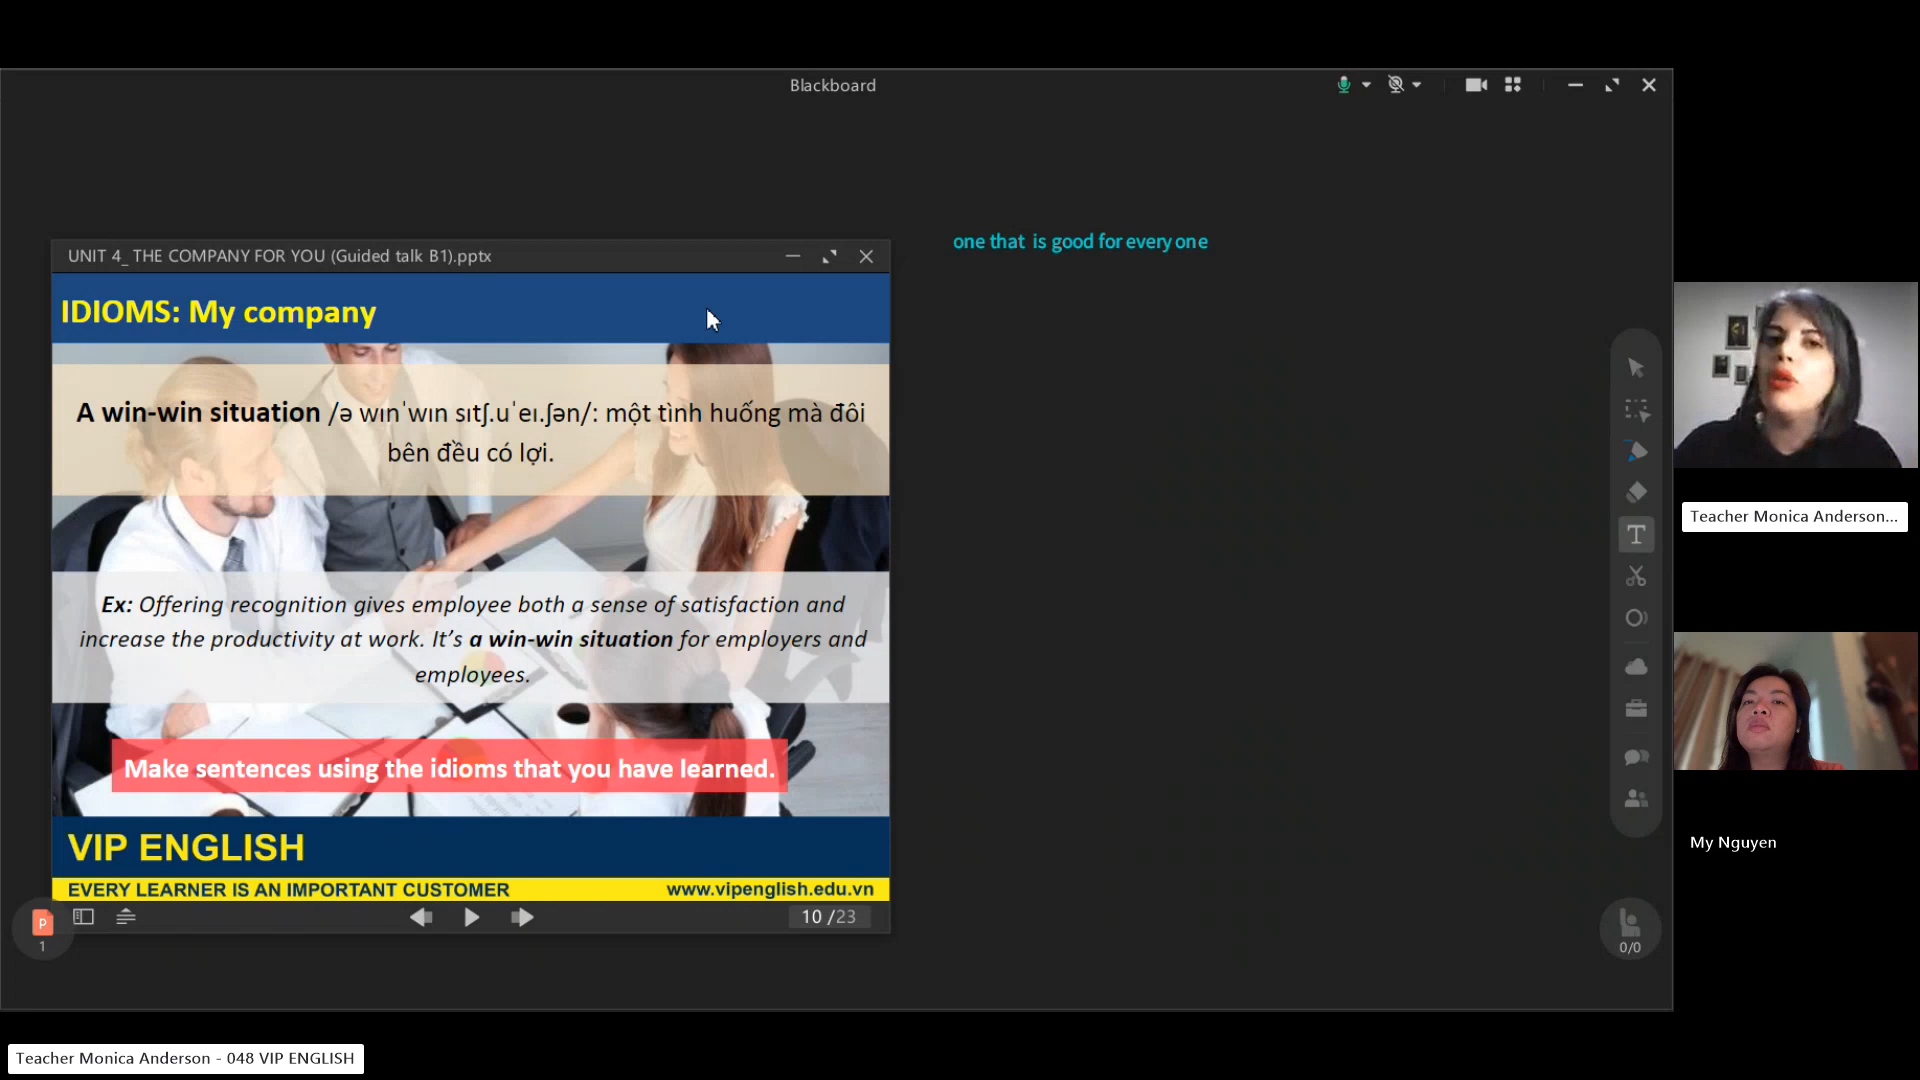 Blackboard
one that is good for every one
UNIT 4_ THE COMPANY FOR YOU (Guided talk B1).pptx
IDIOMS: My company
A win-win situation /ə wɪnˈwɪn sɪtʃ.uˈeɪ.ʃən/: một tình huống mà đôi
bên đều có lợi.
Ex: Offering recognition gives employee both a sense of satisfaction and
increase the productivity at work. It’s a win-win situation for employers and
employees.
Make sentences using the idioms that you have learned.
VIP ENGLISH
EVERY LEARNER IS AN IMPORTANT CUSTOMER
www.vipenglish.edu.vn
P
1
10 /23
T
0/0
Teacher Monica Anderson...
My Nguyen
Teacher Monica Anderson - 048 VIP ENGLISH